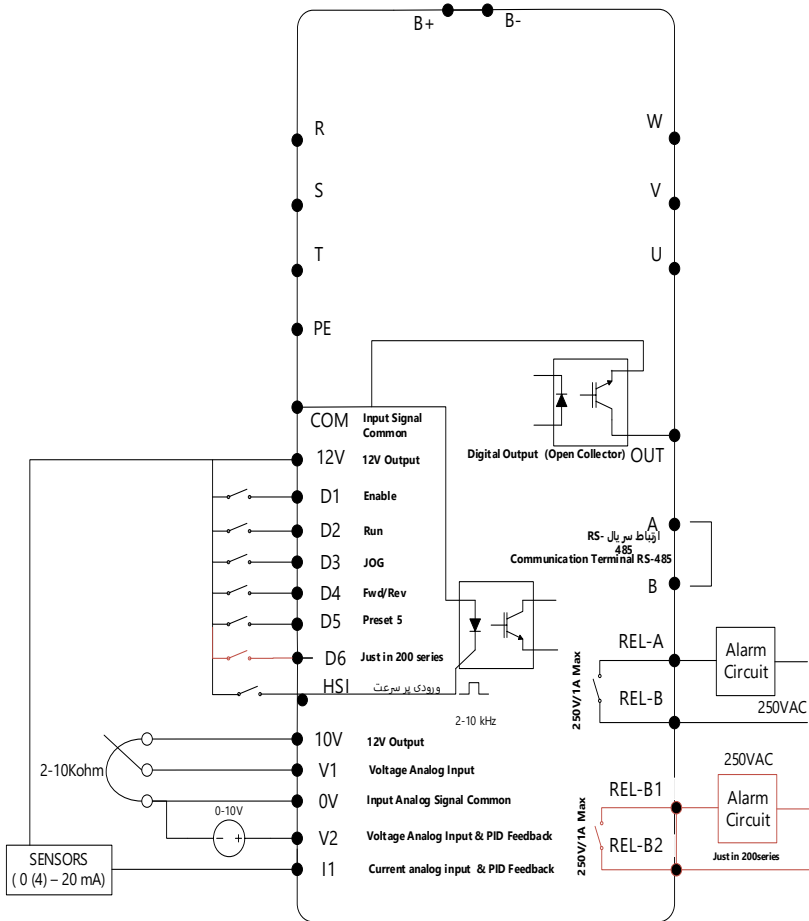 B+
B-
R
W
S
V
T
U
PE
COM
Input Signal
Common
Digital Output (Open Collector)
OUT
12V
12V Output
D1
Enable
D2
Run
D3
JOG
D4
Fwd/Rev
D5
Preset 5
D6
Just in 200 series
HSI
ورودی پر سرعت
2-10 kHz
A
ارتباط سریال RS-
485
Communication Terminal RS-485
B
REL-A
REL-B
250V/1A Max
Alarm
Circuit
250VAC
10V
12V Output
2-10Kohm
V1
Voltage Analog Input
0V
Input Analog Signal Common
0-10V
- +
V2
Voltage Analog Input & PID Feedback
SENSORS
( 0 (4) – 20 mA)
I1
Current analog input & PID Feedback
250VAC
REL-B1
REL-B2
250V/1A Max
Alarm
Circuit
Just in 200series